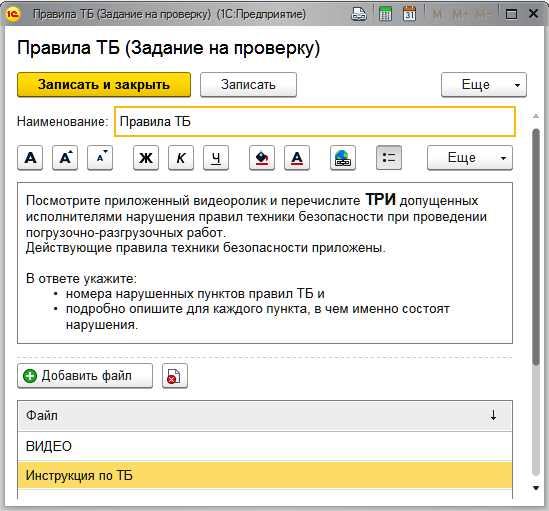 Правила ТБ (Задание на проверку) (1С:Предприятие)
31 M M+ M-
Правила ТБ (Задание на проверку)
Записать и закрыть Записать Еще
Наименование: Правила ТБ
А А А Ж К Ч А Еще
Посмотрите приложенный видеоролик и перечислите ТРИ допущенных
исполнителями нарушения правил техники безопасности при проведении
погрузочно-разгрузочных работ.
Действующие правила техники безопасности приложены.
В ответе укажите:
• номера нарушенных пунктов правил ТБ и
• подробно опишите для каждого пункта, в чем именно состоят
нарушения.
Добавить файл
Файл ↓
ВИДЕО
Инструкция по ТБ